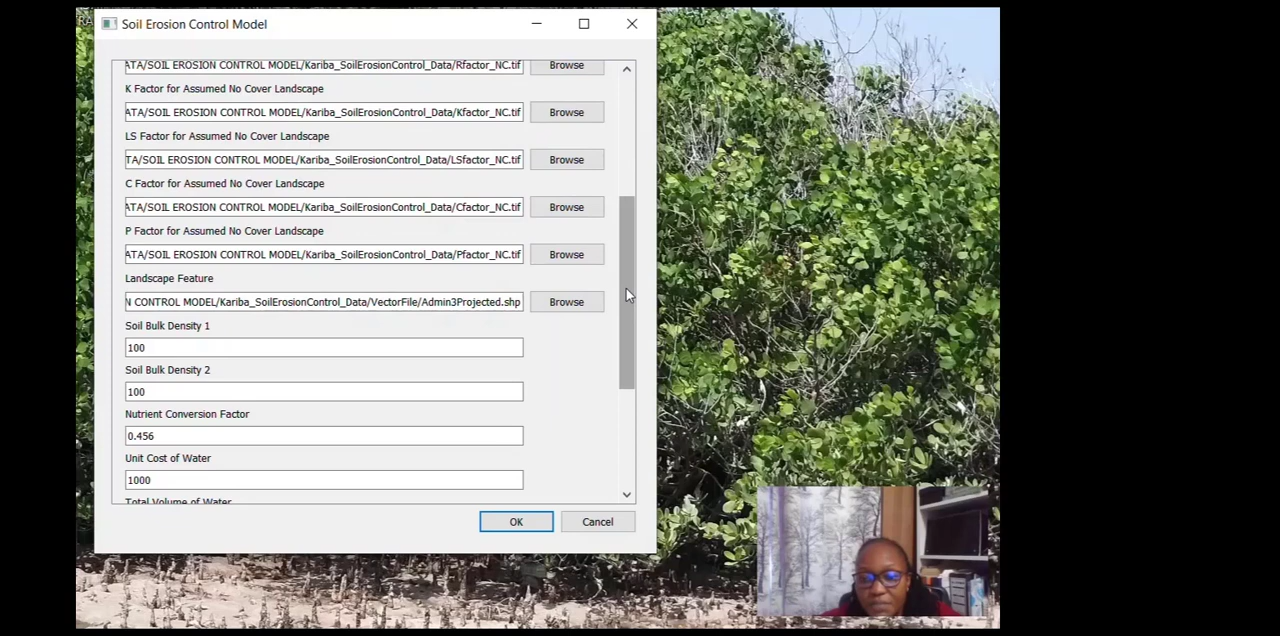 RA
Soil Erosion Control Model
ATA/SOIL EROSION CONTROL MODEL/Kariba_SoilErosionControl_Data/Rfactor_NC.tif Browse
K Factor for Assumed No Cover Landscape
ATA/SOIL EROSION CONTROL MODEL/Kariba_SoilErosionControl_Data/Kfactor_NC.tif Browse
LS Factor for Assumed No Cover Landscape
TA/SOIL EROSION CONTROL MODEL/Kariba_SoilErosionControl_Data/LSfactor_NC.tif Browse
C Factor for Assumed No Cover Landscape
ATA/SOIL EROSION CONTROL MODEL/Kariba_SoilErosionControl_Data/Cfactor_NC.tif Browse
P Factor for Assumed No Cover Landscape
ATA/SOIL EROSION CONTROL MODEL/Kariba_SoilErosionControl_Data/Pfactor_NC.tif Browse
Landscape Feature
N CONTROL MODEL/Kariba_SoilErosionControl_Data/VectorFile/Admin3Projected.shp Browse
Soil Bulk Density 1
100
Soil Bulk Density 2
100
Nutrient Conversion Factor
0.456
Unit Cost of Water
1000
Total Volume of Water
OK Cancel